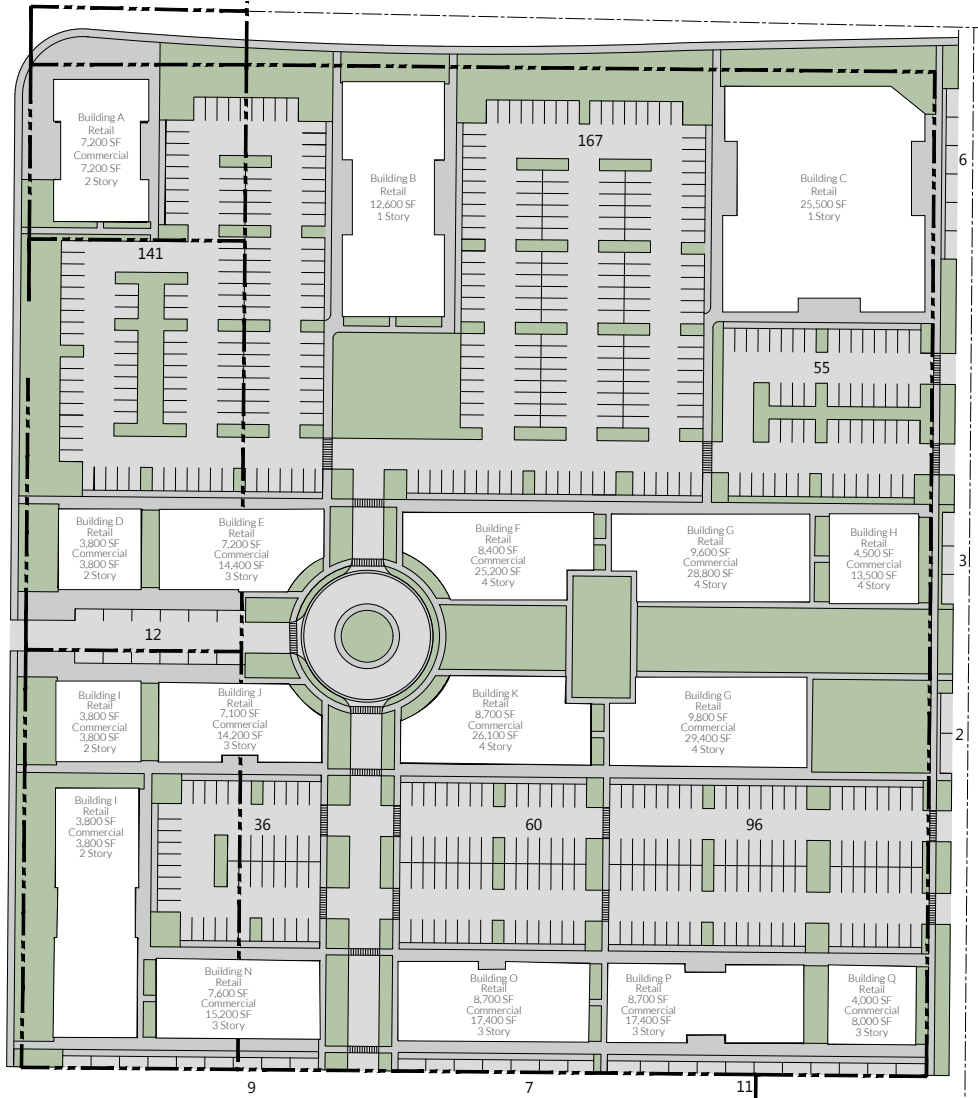 Building A
Retail
7,200 SF
Commercial
7,200 SF
2 Story
167
6
Building B
Retail
12,600 SF
1 Story
Building C
Retail
25,500 SF
1 Story
141
55
Building D
Retail
3,800 SF
Commercial
3,800 SF
2 Story
Building E
Retail
7,200 SF
Commercial
14,400 SF
3 Story
Building F
Retail
8,400 SF
Commercial
25,200 SF
4 Story
Building G
Retail
9,600 SF
Commercial
28,800 SF
4 Story
Building H
Retail
4,500 SF
Commercial
13,500 SF
4 Story
3
12
Building I
Retail
3,800 SF
Commercial
3,800 SF
2 Story
Building J
Retail
7,100 SF
Commercial
14,200 SF
3 Story
Building K
Retail
8,700 SF
Commercial
26,100 SF
4 Story
Building G
Retail
9,800 SF
Commercial
29,400 SF
4 Story
2
Building I
Retail
3,800 SF
Commercial
3,800 SF
2 Story
36
60
96
Building N
Retail
7,600 SF
Commercial
15,200 SF
3 Story
Building O
Retail
8,700 SF
Commercial
17,400 SF
3 Story
Building P
Retail
8,700 SF
Commercial
17,400 SF
3 Story
Building Q
Retail
4,000 SF
Commercial
8,000 SF
3 Story
9
7
11